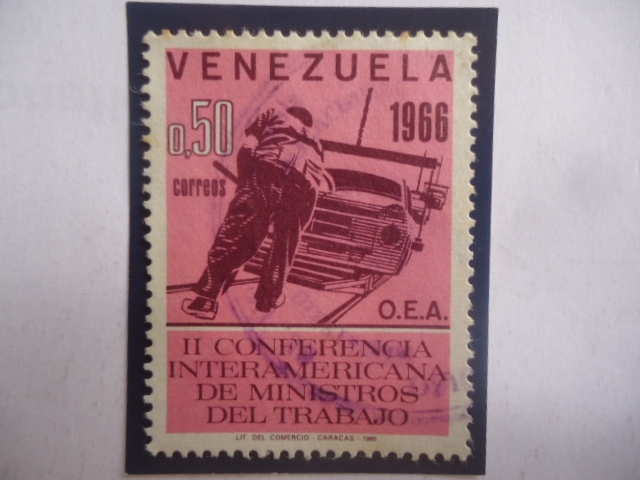 VENEZUELA
0,50
1966
correos
O.E.A.
II CONFERENCIA
INTERAMERICANA
DE MINISTROS
DEL TRABAJO
LIT. DEL COMERCIO - CARACAS - 1966